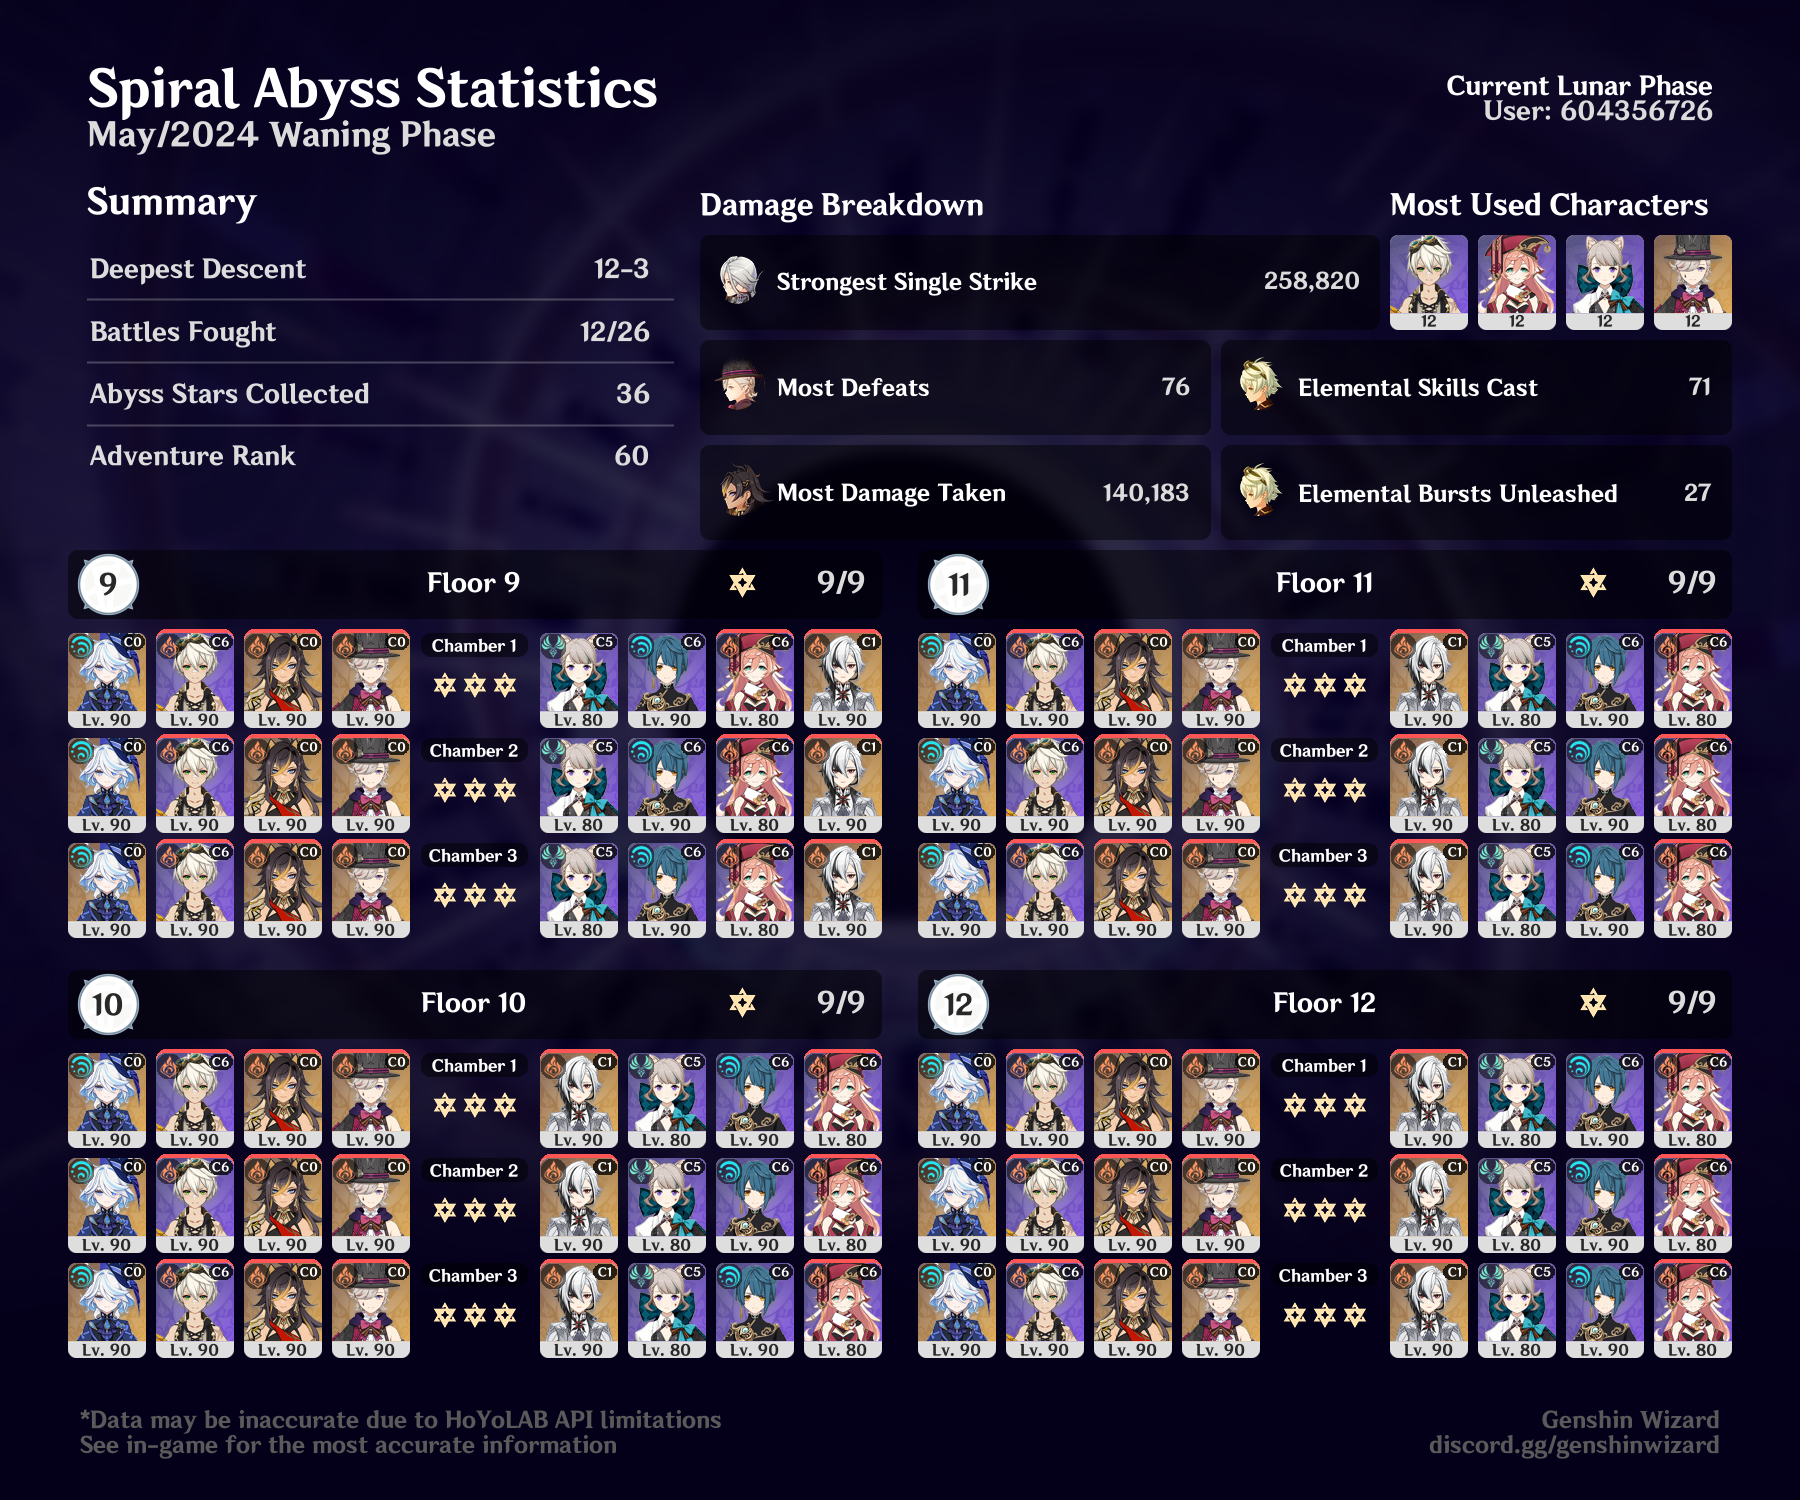 Spiral Abyss Statistics
May/2024 Waning Phase
Current Lunar Phase
User: 604356726
Summary
Deepest Descent 12-3
Battles Fought 12/26
Abyss Stars Collected 36
Adventure Rank 60
Damage Breakdown
Strongest Single Strike 258,820
Most Defeats 76
Elemental Skills Cast 71
Most Damage Taken 140,183
Elemental Bursts Unleashed 27
Most Used Characters
12 12 12 12
9 Floor 9 9/9
C0 C6 C0 C0 Chamber 1 C5 C6 C6 C1
Lv. 90 Lv. 90 Lv. 90 Lv. 90 Lv. 80 Lv. 90 Lv. 80 Lv. 90
C0 C6 C0 C0 Chamber 2 C5 C6 C6 C1
Lv. 90 Lv. 90 Lv. 90 Lv. 90 Lv. 80 Lv. 90 Lv. 80 Lv. 90
C0 C6 C0 C0 Chamber 3 C5 C6 C6 C1
Lv. 90 Lv. 90 Lv. 90 Lv. 90 Lv. 80 Lv. 90 Lv. 80 Lv. 90
11 Floor 11 9/9
C0 C6 C0 C0 Chamber 1 C1 C5 C6 C6
Lv. 90 Lv. 90 Lv. 90 Lv. 90 Lv. 90 Lv. 80 Lv. 90 Lv. 80
C0 C6 C0 C0 Chamber 2 C1 C5 C6 C6
Lv. 90 Lv. 90 Lv. 90 Lv. 90 Lv. 90 Lv. 80 Lv. 90 Lv. 80
C0 C6 C0 C0 Chamber 3 C1 C5 C6 C6
Lv. 90 Lv. 90 Lv. 90 Lv. 90 Lv. 90 Lv. 80 Lv. 90 Lv. 80
10 Floor 10 9/9
C0 C6 C0 C0 Chamber 1 C1 C5 C6 C6
Lv. 90 Lv. 90 Lv. 90 Lv. 90 Lv. 90 Lv. 80 Lv. 90 Lv. 80
C0 C6 C0 C0 Chamber 2 C1 C5 C6 C6
Lv. 90 Lv. 90 Lv. 90 Lv. 90 Lv. 90 Lv. 80 Lv. 90 Lv. 80
C0 C6 C0 C0 Chamber 3 C1 C5 C6 C6
Lv. 90 Lv. 90 Lv. 90 Lv. 90 Lv. 90 Lv. 80 Lv. 90 Lv. 80
12 Floor 12 9/9
C0 C6 C0 C0 Chamber 1 C1 C5 C6 C6
Lv. 90 Lv. 90 Lv. 90 Lv. 90 Lv. 90 Lv. 80 Lv. 90 Lv. 80
C0 C6 C0 C0 Chamber 2 C1 C5 C6 C6
Lv. 90 Lv. 90 Lv. 90 Lv. 90 Lv. 90 Lv. 80 Lv. 90 Lv. 80
C0 C6 C0 C0 Chamber 3 C1 C5 C6 C6
Lv. 90 Lv. 90 Lv. 90 Lv. 90 Lv. 90 Lv. 80 Lv. 90 Lv. 80
*Data may be inaccurate due to HoYoLAB API limitations
See in-game for the most accurate information
Genshin Wizard
discord.gg/genshinwizard